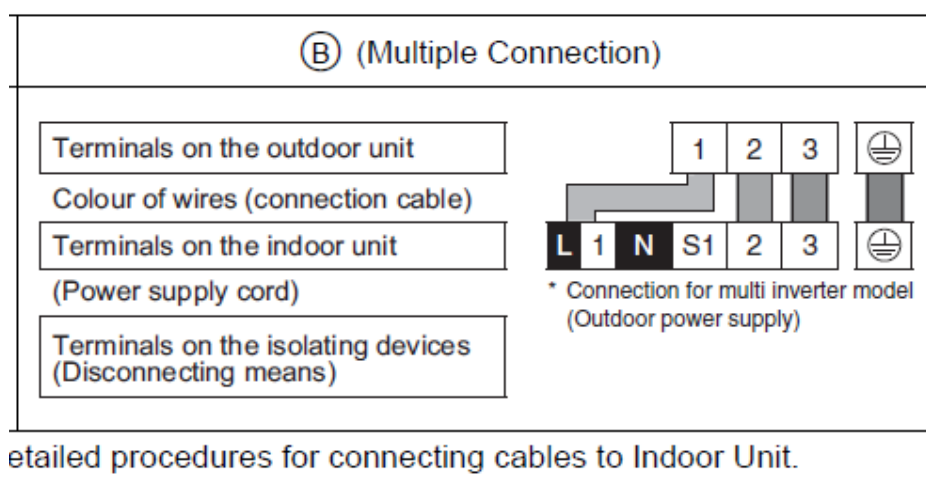 B (Multiple Connection)
Terminals on the outdoor unit
1 2 3
Colour of wires (connection cable)
Terminals on the indoor unit
L 1 N S1 2 3
(Power supply cord)
* Connection for multi inverter model
(Outdoor power supply)
Terminals on the isolating devices
(Disconnecting means)
etailed procedures for connecting cables to Indoor Unit.